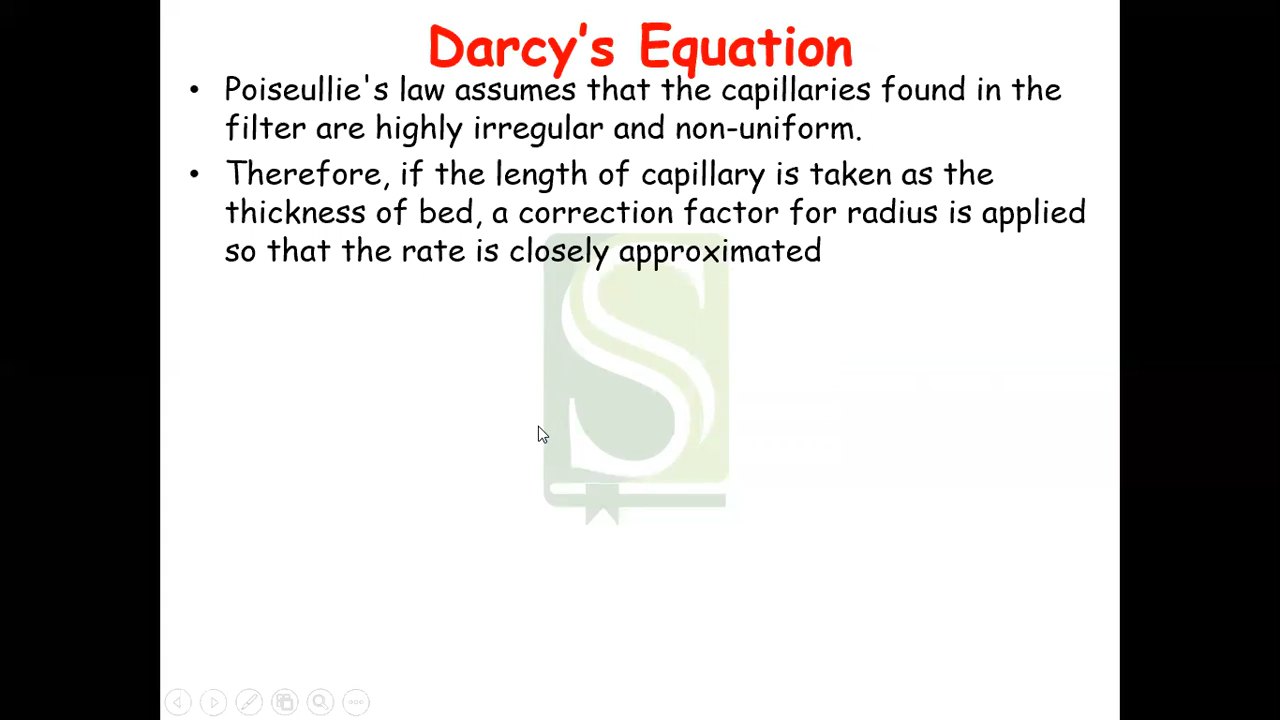 Darcy's Equation
• Poiseullie's law assumes that the capillaries found in the
filter are highly irregular and non-uniform.
• Therefore, if the length of capillary is taken as the
thickness of bed, a correction factor for radius is applied
so that the rate is closely approximated
S